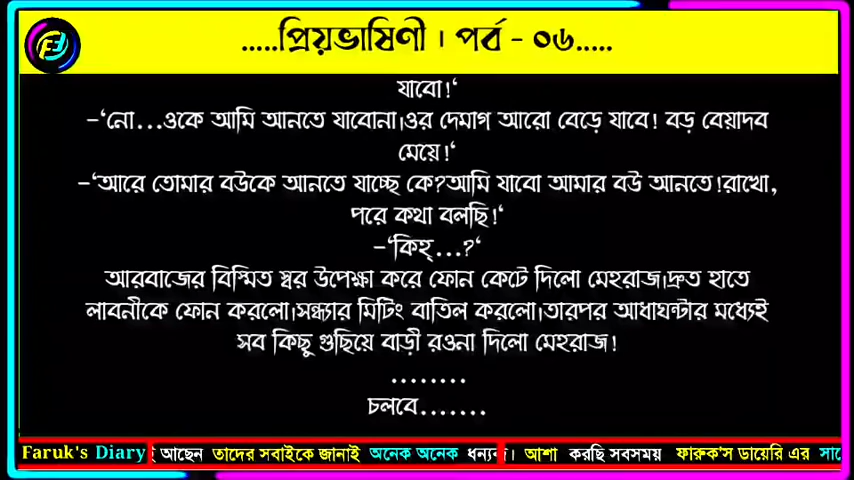 .....প্রিয়ভাষিণী । পর্ব - ০৬.....
যাবো!‘
-‘নো...ওকে আমি আনতে যাবোনা।ওর দেমাগ আরো বেড়ে যাবে! বড় বেয়াদব
মেয়ে!‘
-‘আরে তোমার বউকে আনতে যাচ্ছে কে?আমি যাবো আমার বউ আনতে!রাখো,
পরে কথা বলছি!‘
-‘কিহ্...?‘
আরবাজের বিস্মিত স্বর উপেক্ষা করে ফোন কেটে দিলো মেহরাজ।দ্রুত হাতে
লাবনীকে ফোন করলো।সন্ধ্যার মিটিং বাতিল করলো।তারপর আধাঘন্টার মধ্যেই
সব কিছু গুছিয়ে বাড়ী রওনা দিলো মেহরাজ!
........
চলবে.......
Faruk's Diary আছেন তাদের সবাইকে জানাই অনেক অনেক ধন্যবাদ। আশা করছি সবসময় ফারুক'স ডায়েরি এর